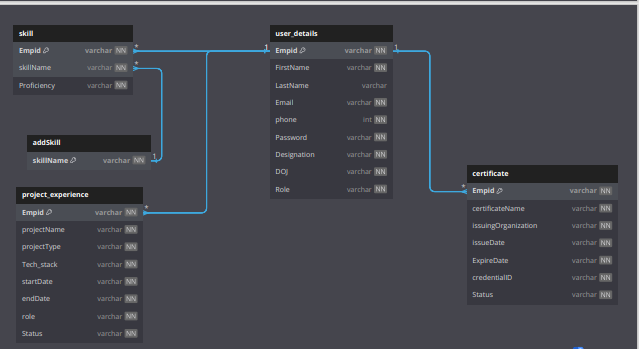 skill
Empid varchar NN
skillName varchar NN
Proficiency varchar NN
addSkill
skillName varchar NN
project_experience
Empid varchar NN
projectName varchar NN
projectType varchar NN
Tech_stack varchar NN
startDate varchar NN
endDate varchar NN
role varchar NN
Status varchar NN
user_details
Empid varchar NN
FirstName varchar NN
LastName varchar
Email varchar NN
phone int NN
Password varchar NN
Designation varchar NN
DOJ varchar NN
Role varchar NN
certificate
Empid varchar NN
certificateName varchar NN
issuingOrganization varchar NN
issueDate varchar NN
ExpireDate varchar NN
credentialID varchar NN
Status varchar NN
*
*
1
*
1
1
*